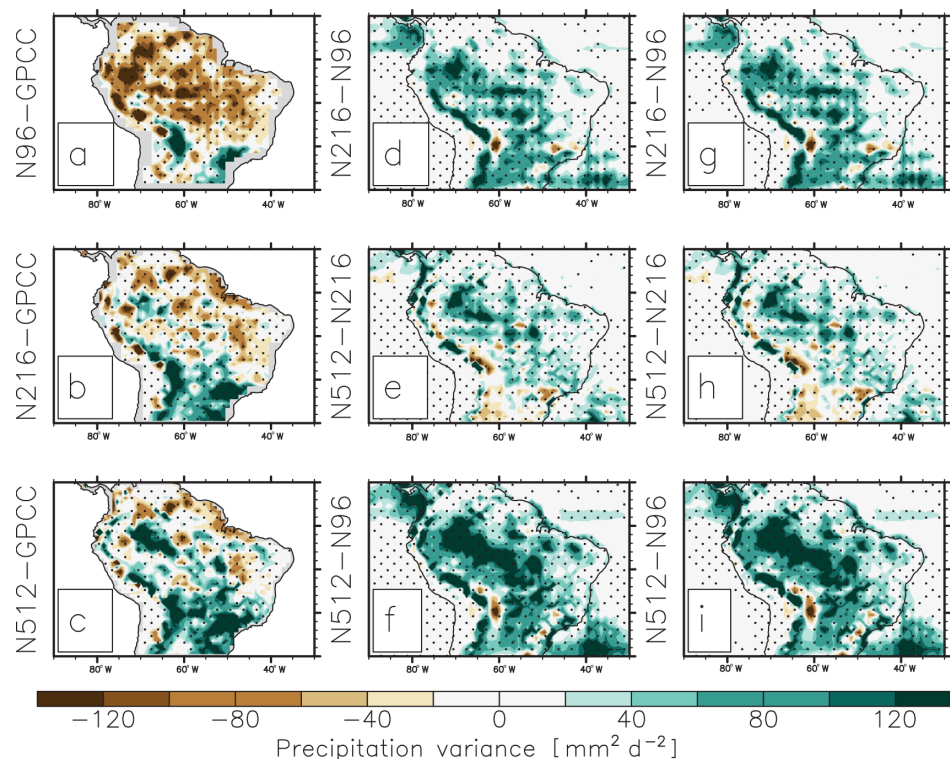 N96-GPCC
a
80° W
60° W
40° W
N216-N96
d
80° W
60° W
40° W
N216-N96
g
80° W
60° W
40° W
N216-GPCC
b
80° W
60° W
40° W
N512-N216
e
80° W
60° W
40° W
N512-N216
h
80° W
60° W
40° W
N512-GPCC
c
80° W
60° W
40° W
N512-N96
f
80° W
60° W
40° W
N512-N96
i
80° W
60° W
40° W
−120 −80 −40 0 40 80 120
Precipitation variance [mm² d⁻²]